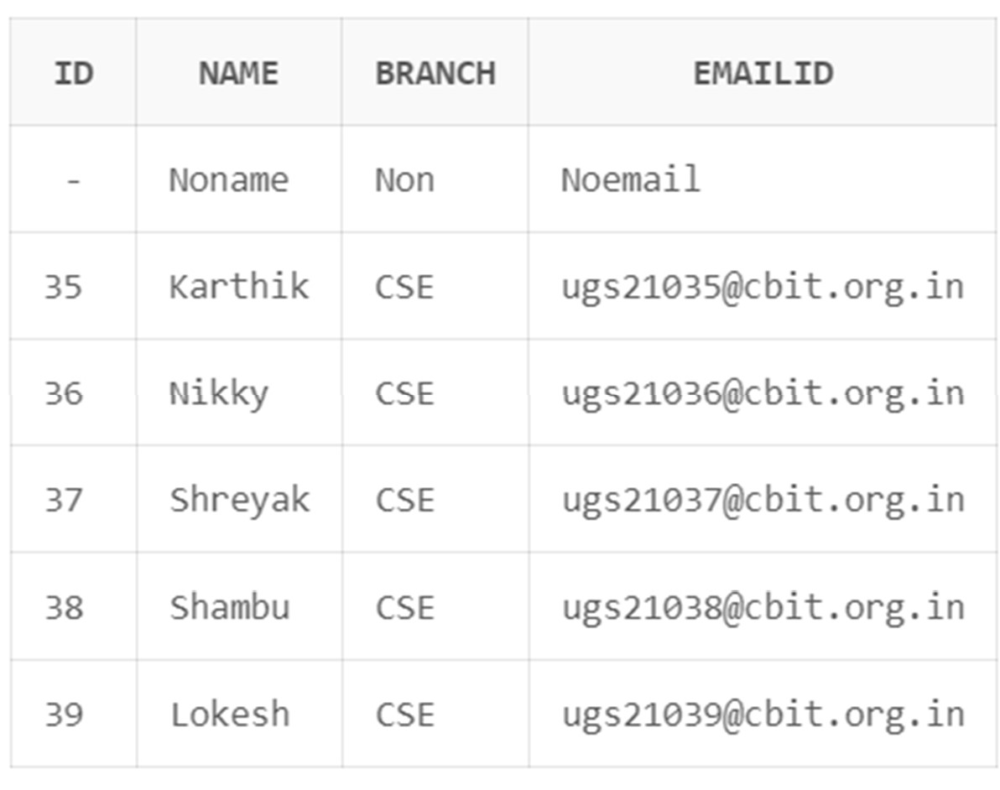 ID NAME BRANCH EMAILID
- Noname Non Noemail
35 Karthik CSE ugs21035@cbit.org.in
36 Nikky CSE ugs21036@cbit.org.in
37 Shreyak CSE ugs21037@cbit.org.in
38 Shambu CSE ugs21038@cbit.org.in
39 Lokesh CSE ugs21039@cbit.org.in